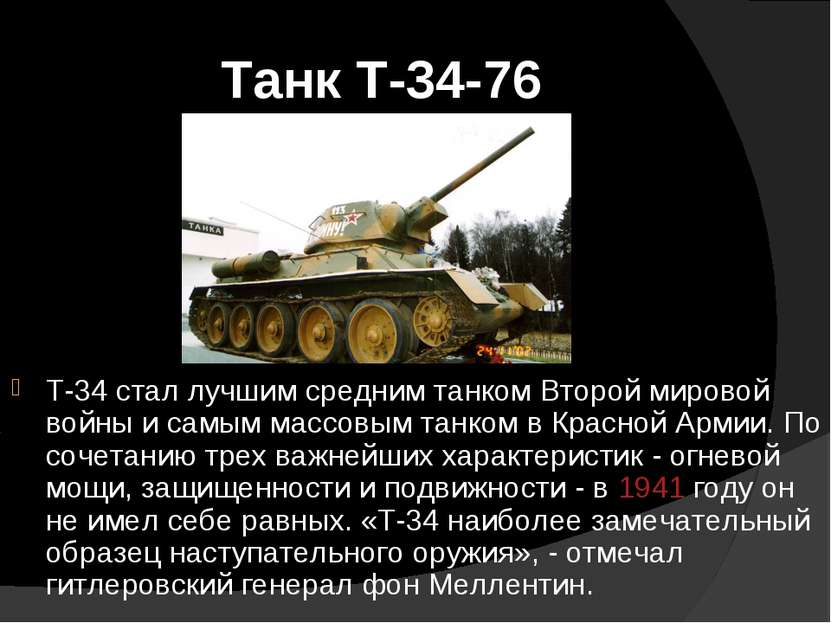 Танк Т-34-76
113
ТАНКА
24 11 '02
Т-34 стал лучшим средним танком Второй мировой
войны и самым массовым танком в Красной Армии. По
сочетанию трех важнейших характеристик - огневой
мощи, защищенности и подвижности - в 1941 году он
не имел себе равных. «Т-34 наиболее замечательный
образец наступательного оружия», - отмечал
гитлеровский генерал фон Меллентин.